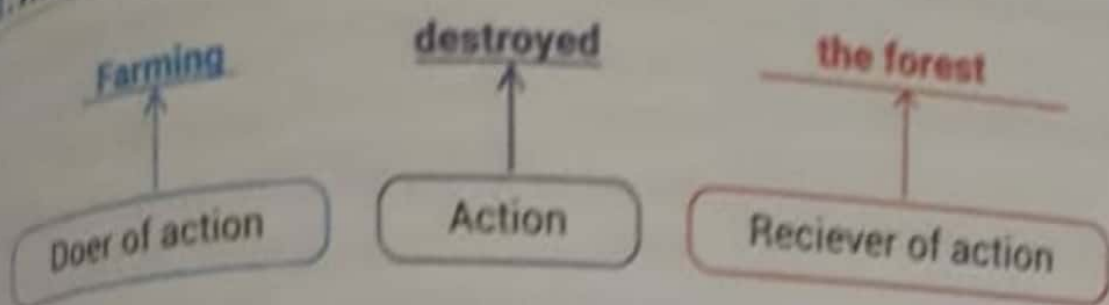 Farming destroyed the forest
Doer of action Action Reciever of action